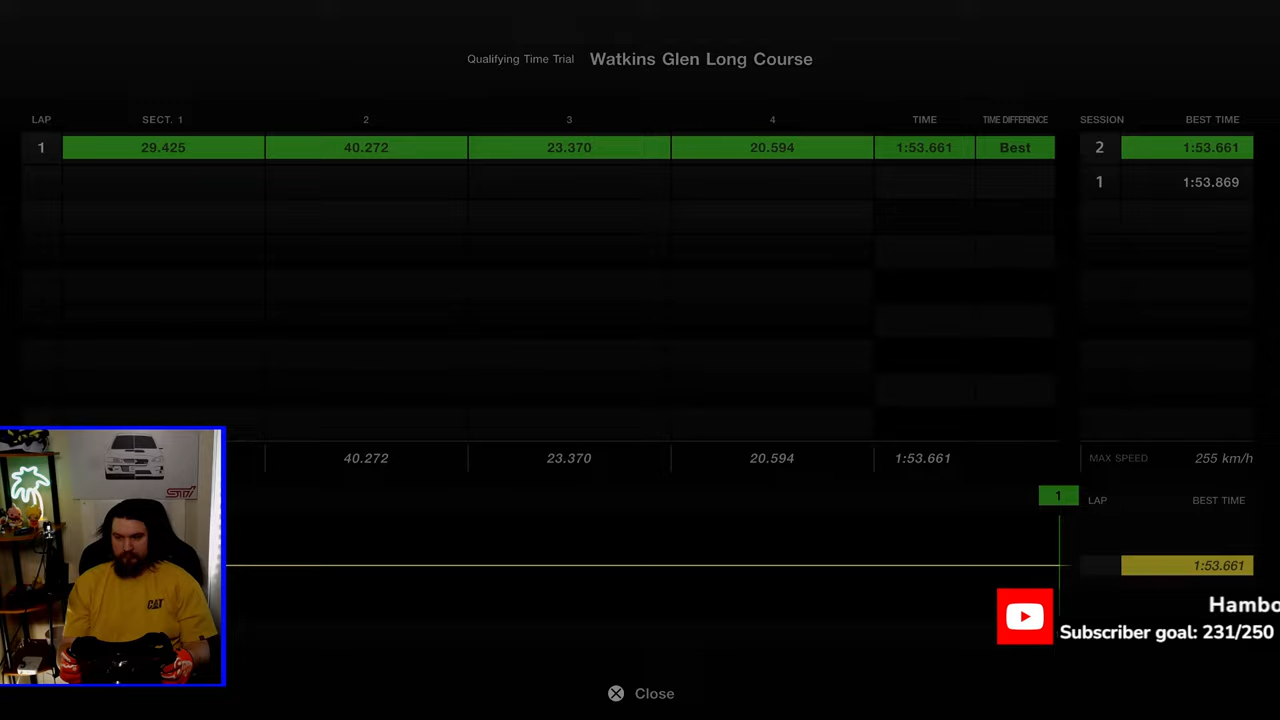 Qualifying Time Trial Watkins Glen Long Course
LAP SECT. 1 2 3 4 TIME TIME DIFFERENCE SESSION BEST TIME
1 29.425 40.272 23.370 20.594 1:53.661 Best 2 1:53.661
1 1:53.869
40.272 23.370 20.594 1:53.661 MAX SPEED 255 km/h
1 LAP BEST TIME
1:53.661
STI
CAT
Hambo
Subscriber goal: 231/250
Close